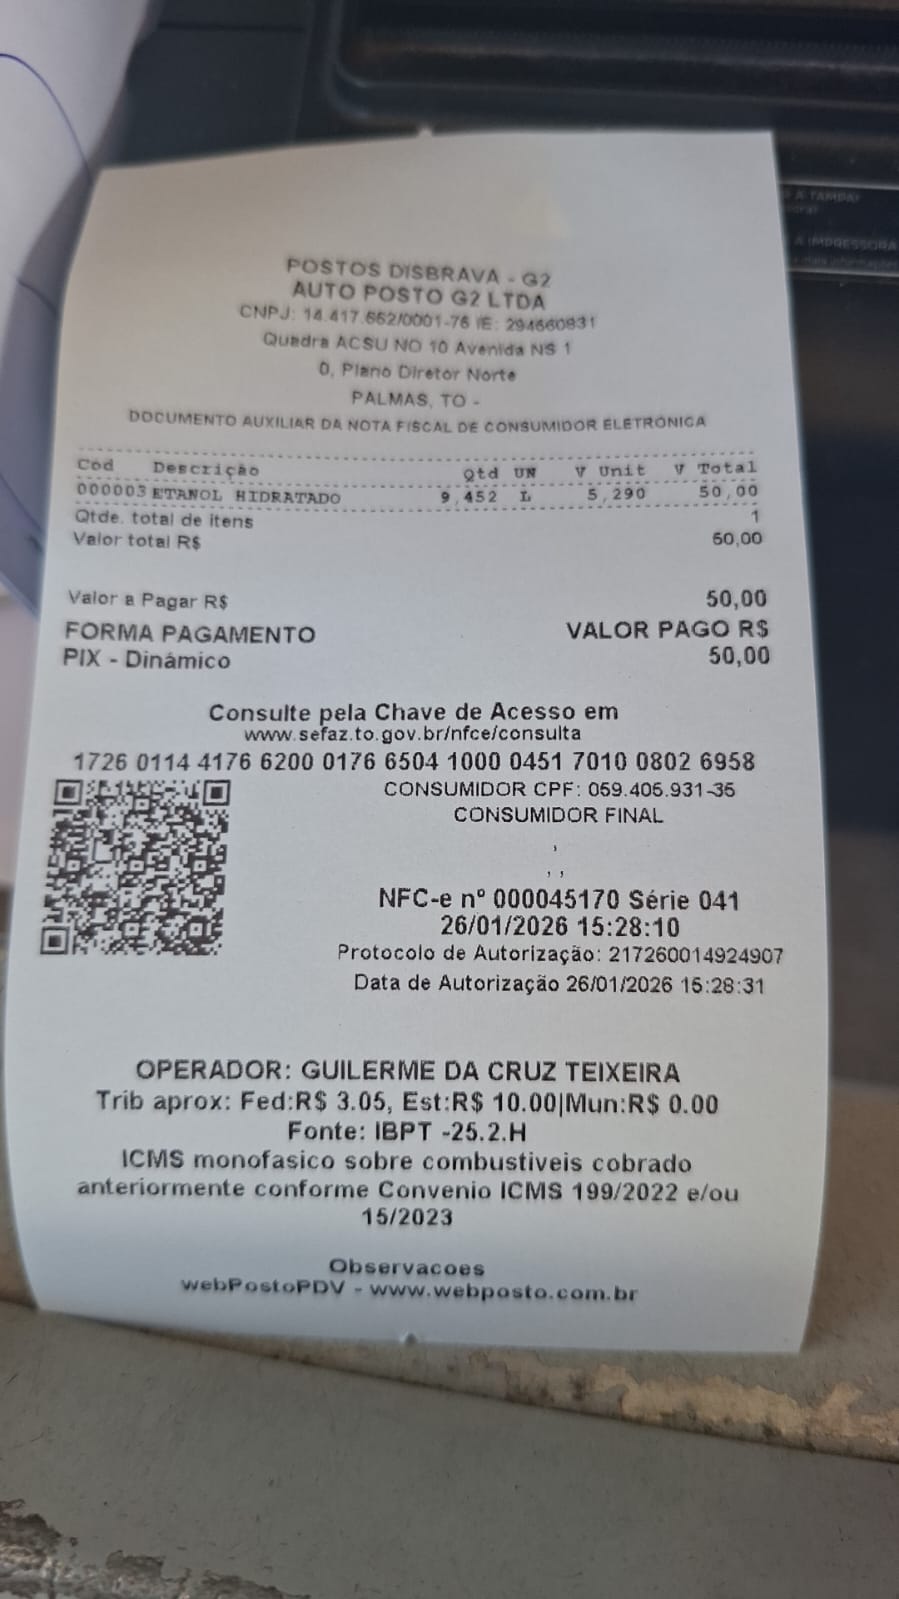 POSTOS DISBRAVA - G2
AUTO POSTO G2 LTDA
CNPJ: 14.417.662/0001-76 IE: 294660931
Quadra ACSU NO 10 Avenida NS 1
0, Plano Diretor Norte
PALMAS, TO -
DOCUMENTO AUXILIAR DA NOTA FISCAL DE CONSUMIDOR ELETRÔNICA
Cod Descrição Qtd UN V Unit V Total
000003 ETANOL HIDRATADO 9,452 L 5,290 50,00
Qtde. total de itens 1
Valor total R$ 50,00
Valor a Pagar R$ 50,00
FORMA PAGAMENTO VALOR PAGO R$
PIX - Dinámico 50,00
Consulte pela Chave de Acesso em
www.sefaz.to.gov.br/nfce/consulta
1726 0114 4176 6200 0176 6504 1000 0451 7010 0802 6958
CONSUMIDOR CPF: 059.405.931-35
CONSUMIDOR FINAL
,
, ,
NFC-e nº 000045170 Série 041
26/01/2026 15:28:10
Protocolo de Autorização: 217260014924907
Data de Autorização 26/01/2026 15:28:31
OPERADOR: GUILERME DA CRUZ TEIXEIRA
Trib aprox: Fed:R$ 3.05, Est:R$ 10.00|Mun:R$ 0.00
Fonte: IBPT -25.2.H
ICMS monofasico sobre combustiveis cobrado
anteriormente conforme Convenio ICMS 199/2022 e/ou
15/2023
Observacoes
webPostoPDV - www.webposto.com.br
A TAMPA
A IMPRESSORA